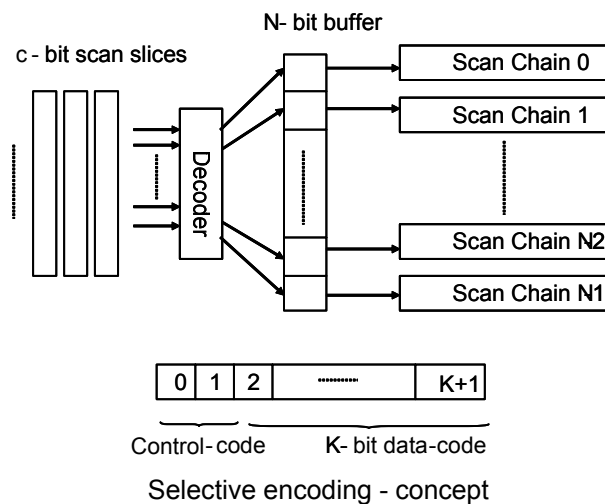 N- bit buffer
c - bit scan slices
Decoder
Scan Chain 0
Scan Chain 1
Scan Chain N2
Scan Chain N1
0 1 2 K+1
Control-code K- bit data-code
Selective encoding - concept